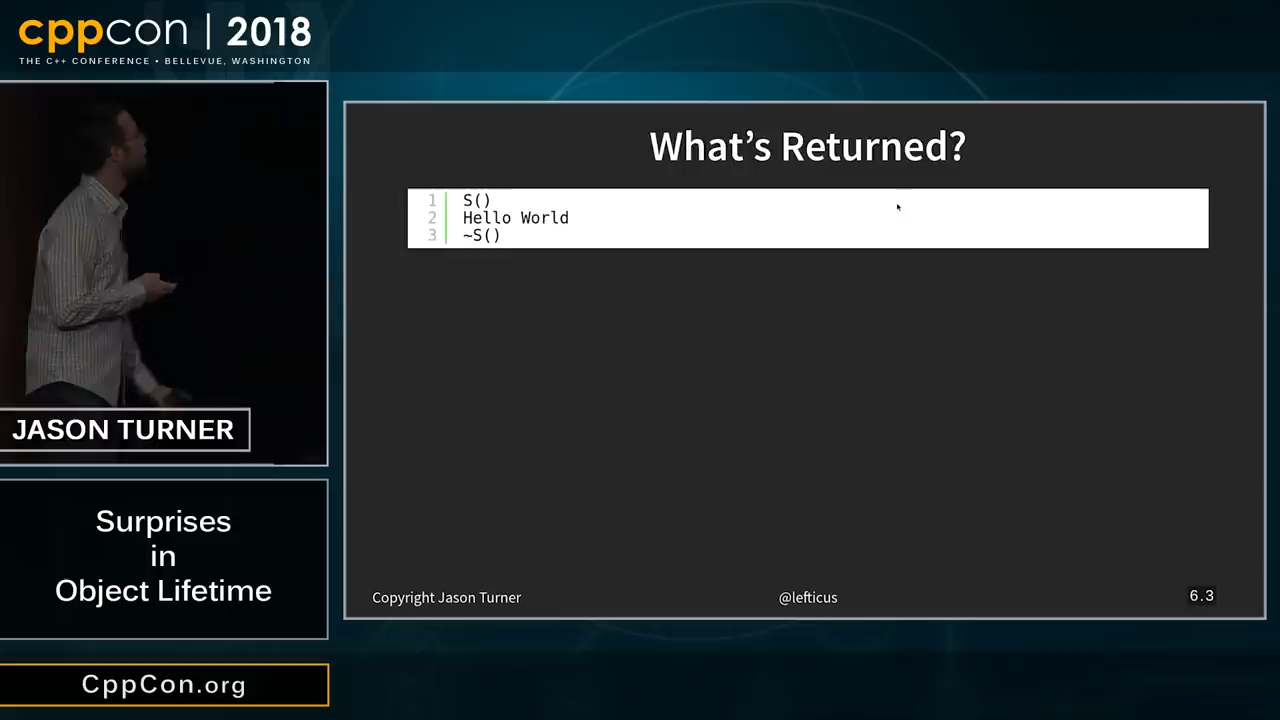 cppcon | 2018
THE C++ CONFERENCE • BELLEVUE, WASHINGTON
JASON TURNER
Surprises
in
Object Lifetime
CppCon.org
What's Returned?
1 S()
2 Hello World
3 ~S()
Copyright Jason Turner
@lefticus
6.3